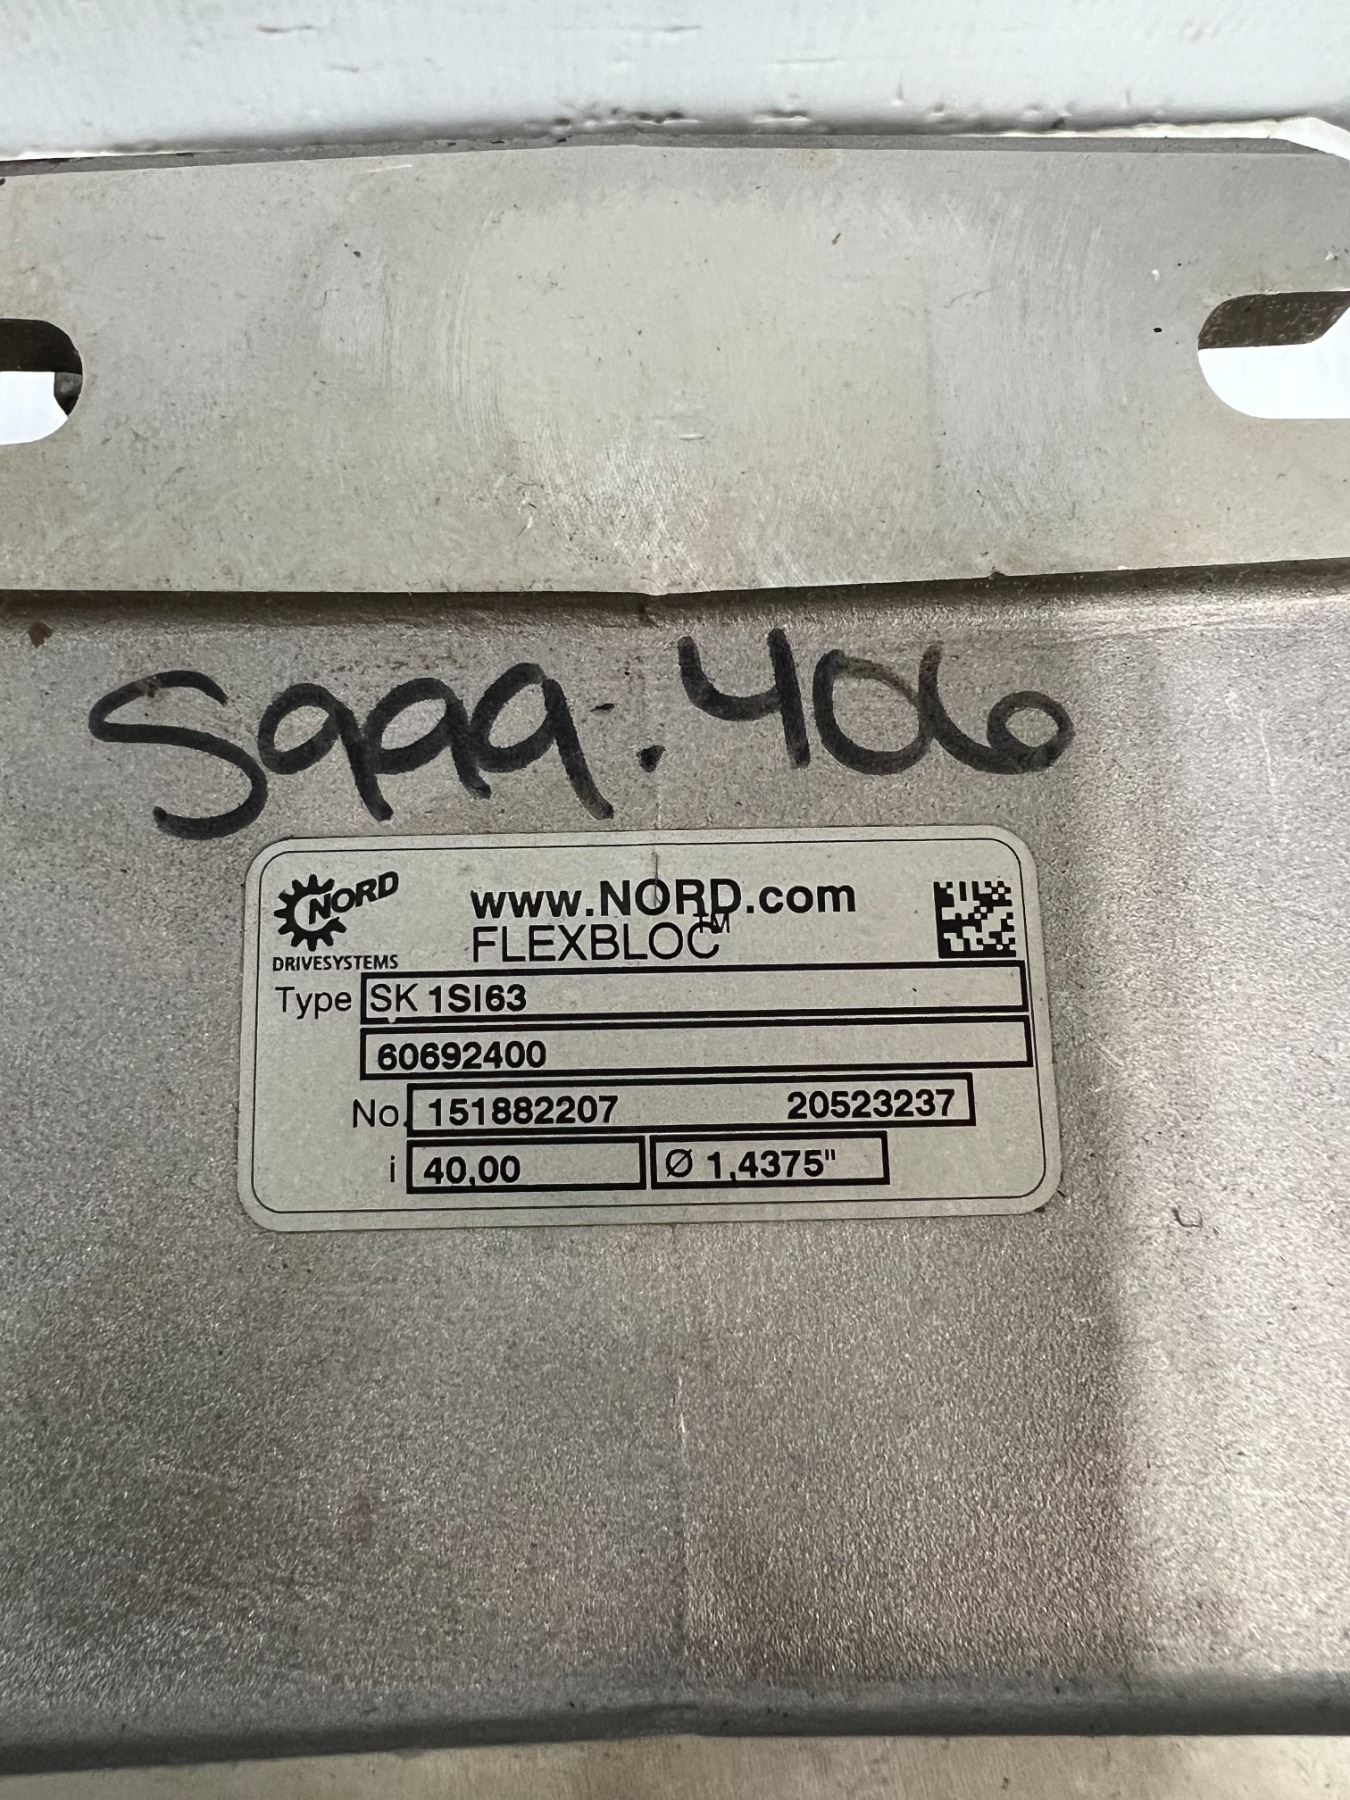 S999.406
NORD
DRIVESYSTEMS
www.NORD.com
FLEXBLOC™
Type SK 1SI63
60692400
No. 151882207 20523237
i 40,00 Ø 1,4375"